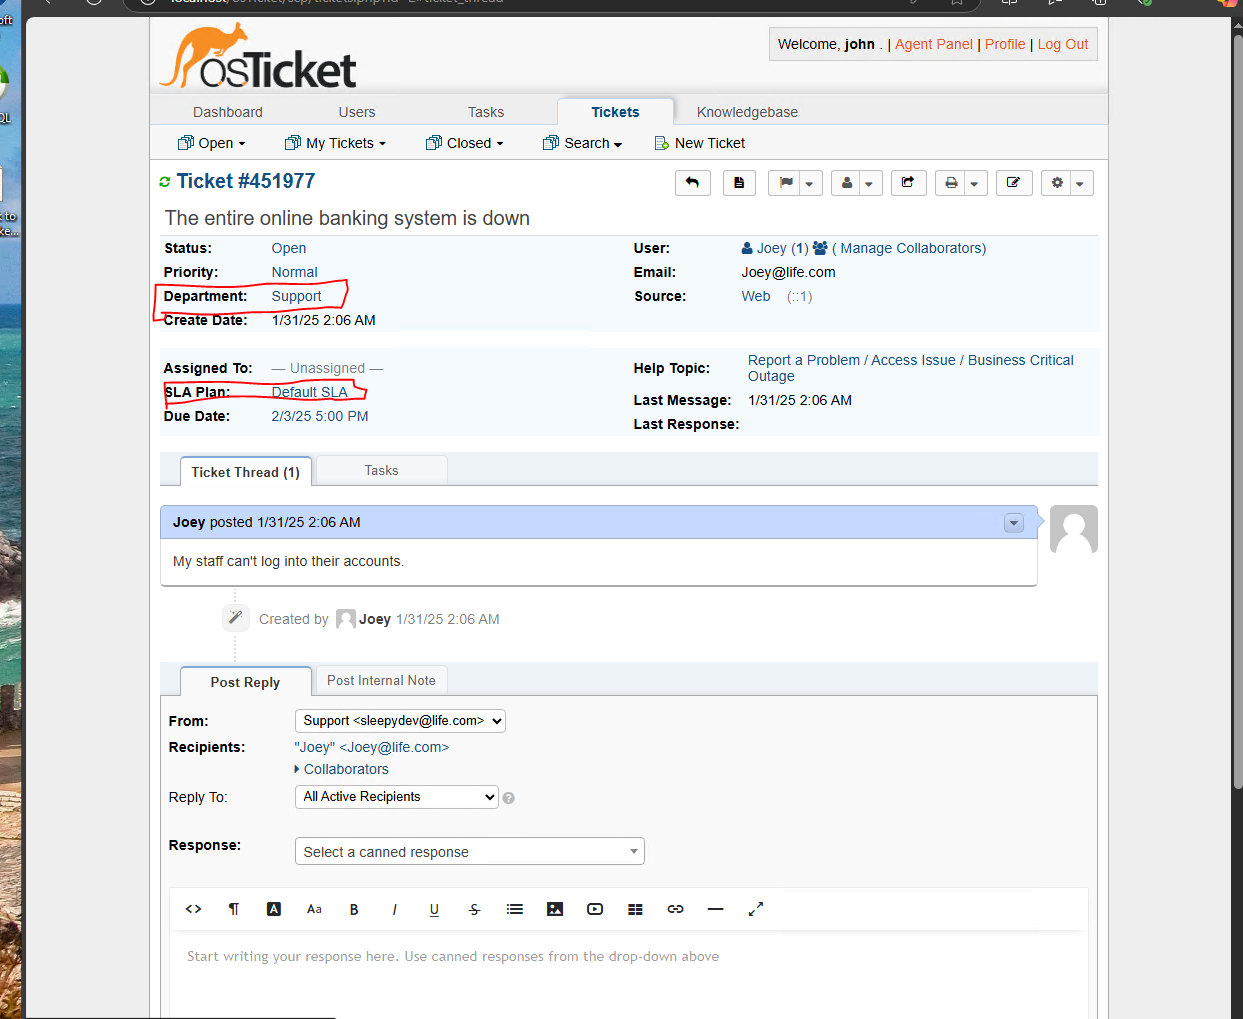 Welcome, john . | Agent Panel | Profile | Log Out
osTicket
Dashboard Users Tasks Tickets Knowledgebase
Open My Tickets Closed Search New Ticket
Ticket #451977
The entire online banking system is down
Status: Open
Priority: Normal
Department: Support
Create Date: 1/31/25 2:06 AM
User: Joey (1) ( Manage Collaborators)
Email: Joey@life.com
Source: Web (::1)
Assigned To: — Unassigned —
SLA Plan: Default SLA
Due Date: 2/3/25 5:00 PM
Help Topic: Report a Problem / Access Issue / Business Critical
Outage
Last Message: 1/31/25 2:06 AM
Last Response:
Ticket Thread (1) Tasks
Joey posted 1/31/25 2:06 AM
My staff can't log into their accounts.
Created by Joey 1/31/25 2:06 AM
Post Reply Post Internal Note
From: Support <sleepydev@life.com>
Recipients: "Joey" <Joey@life.com>
Collaborators
Reply To: All Active Recipients
Response: Select a canned response
Aa B I U S
Start writing your response here. Use canned responses from the drop-down above